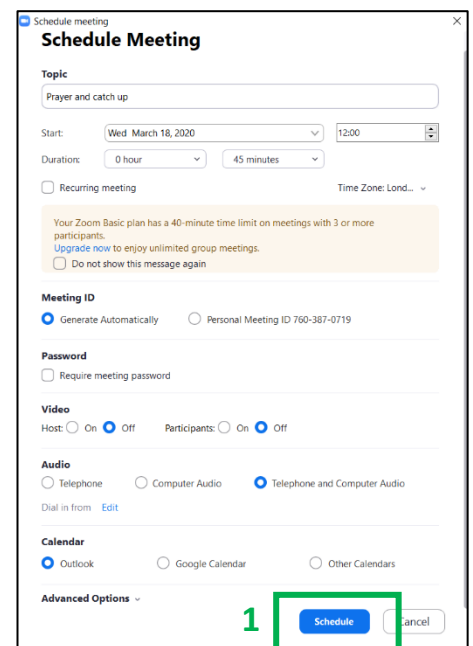 Schedule meeting
Schedule Meeting
Topic
Prayer and catch up
Start: Wed March 18, 2020 12:00
Duration: 0 hour 45 minutes
Recurring meeting Time Zone: Lond...
Your Zoom Basic plan has a 40-minute time limit on meetings with 3 or more
participants.
Upgrade now to enjoy unlimited group meetings.
Do not show this message again
Meeting ID
Generate Automatically Personal Meeting ID 760-387-0719
Password
Require meeting password
Video
Host: On Off Participants: On Off
Audio
Telephone Computer Audio Telephone and Computer Audio
Dial in from Edit
Calendar
Outlook Google Calendar Other Calendars
Advanced Options
1 Schedule Cancel